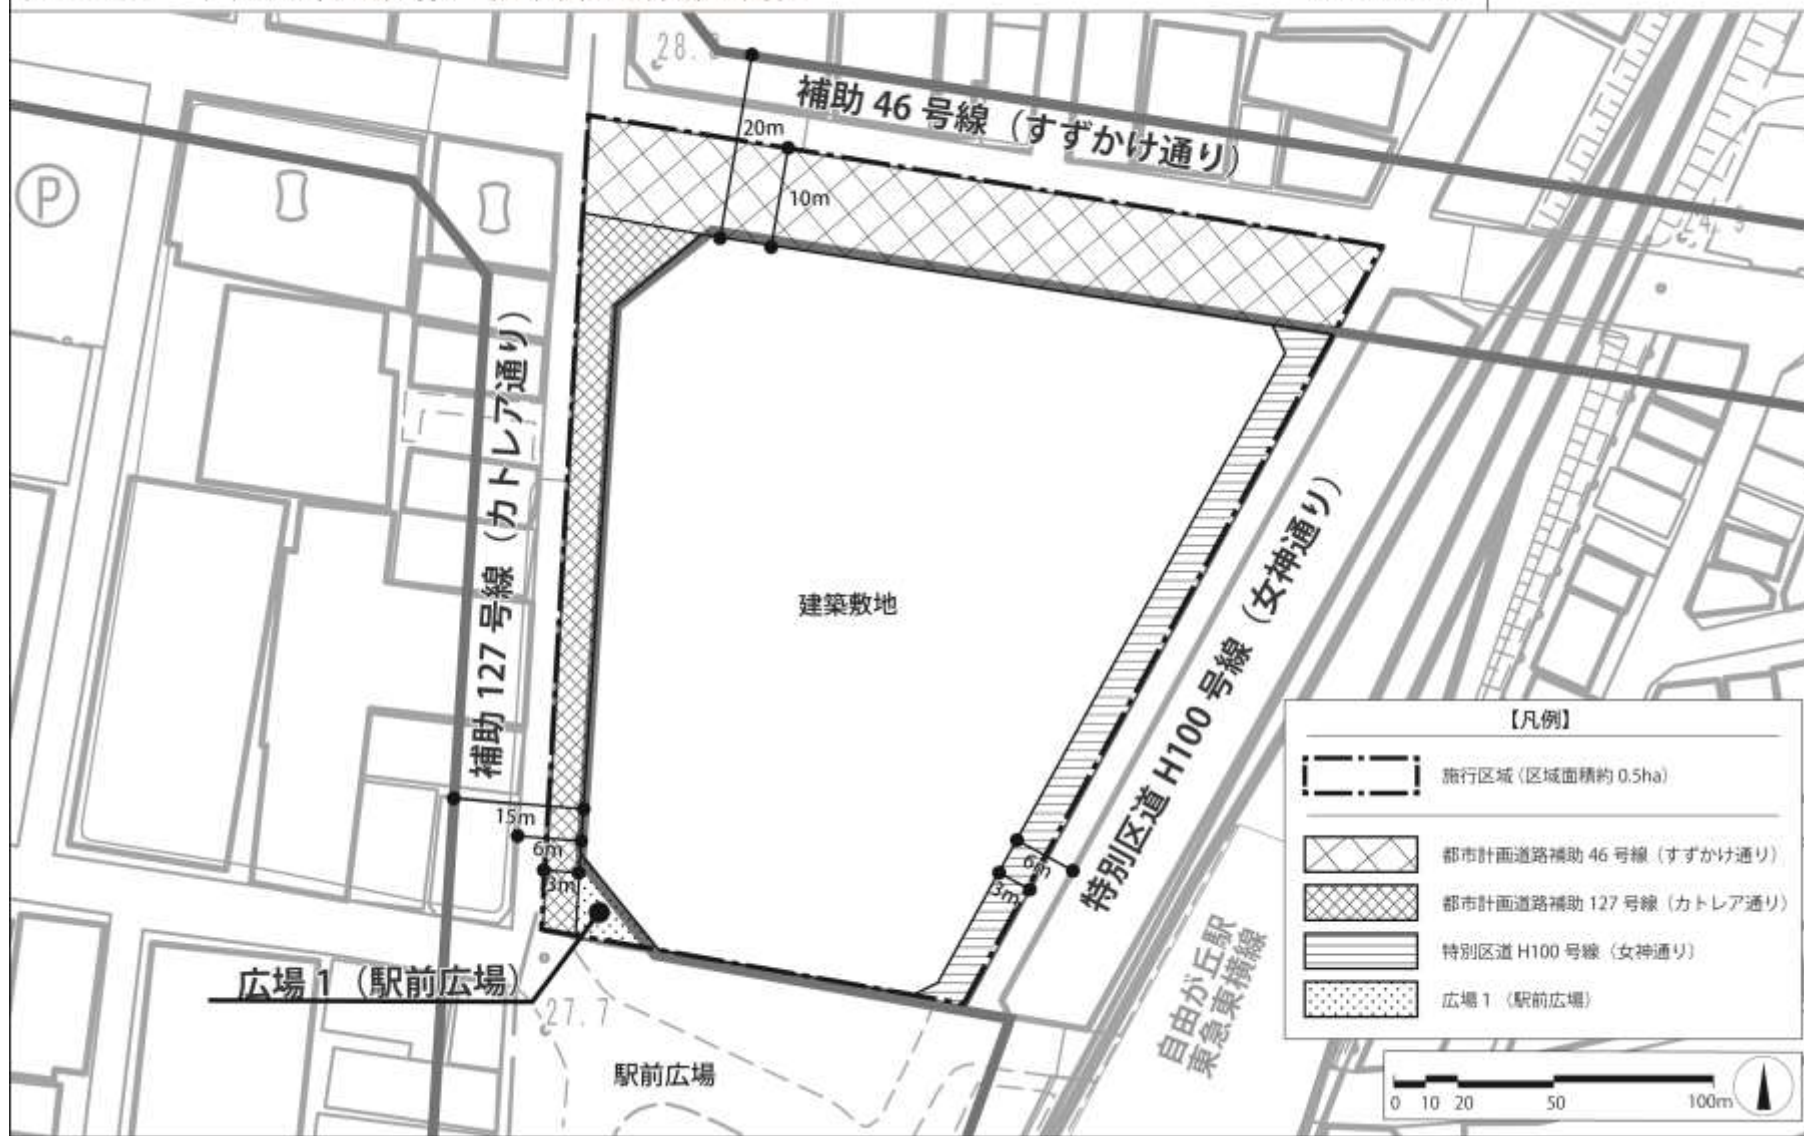 28.
補助 46 号線（すずかけ通り）
20m
10m
P
24.5
補助 127 号線（カトレア通り）
建築敷地
特別区道 H100 号線（女神通り）
15m
6m
3m
6m
3m
広場 1 （駅前広場）
27.7
駅前広場
自由が丘駅
東急東横線
【凡例】
施行区域（区域面積約 0.5ha）
都市計画道路補助 46 号線（すずかけ通り）
都市計画道路補助 127 号線（カトレア通り）
特別区道 H100 号線（女神通り）
広場 1 （駅前広場）
0 10 20 50 100m